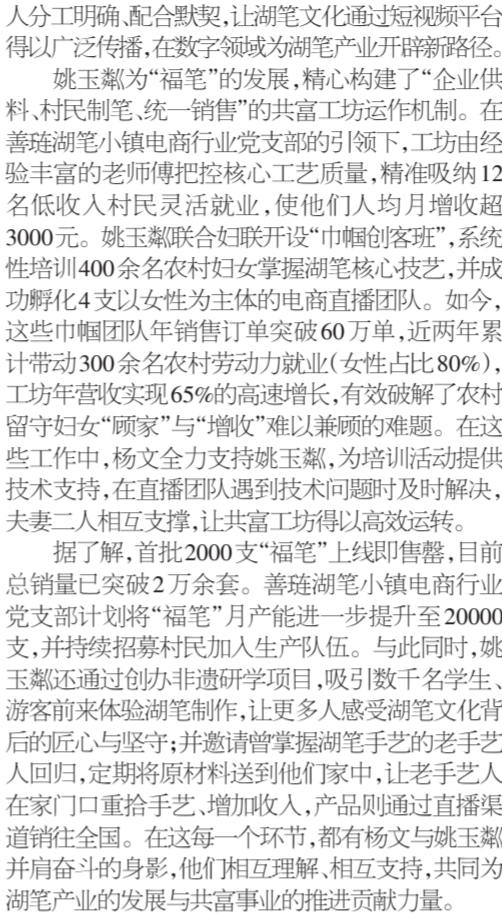 人分工明确、配合默契,让湖笔文化通过短视频平台
得以广泛传播,在数字领域为湖笔产业开辟新路径。
姚玉粼为“福笔”的发展,精心构建了“企业供
料、村民制笔、统一销售”的共富工坊运作机制。在
善琏湖笔小镇电商行业党支部的引领下,工坊由经
验丰富的老师傅把控核心工艺质量,精准吸纳12
名低收入村民灵活就业,使他们人均月增收超
3000元。姚玉粼联合妇联开设“巾帼创客班”,系统
性培训400余名农村妇女掌握湖笔核心技艺,并成
功孵化4支以女性为主体的电商直播团队。如今,
这些巾帼团队年销售订单突破60万单,近两年累
计带动300余名农村劳动力就业(女性占比80%),
工坊年营收实现65%的高速增长,有效破解了农村
留守妇女“顾家”与“增收”难以兼顾的难题。在这
些工作中,杨文全力支持姚玉粼,为培训活动提供
技术支持,在直播团队遇到技术问题时及时解决,
夫妻二人相互支撑,让共富工坊得以高效运转。
据了解,首批2000支“福笔”上线即售罄,目前
总销量已突破2万余套。善琏湖笔小镇电商行业
党支部计划将“福笔”月产能进一步提升至20000
支,并持续招募村民加入生产队伍。与此同时,姚
玉粼还通过创办非遗研学项目,吸引数千名学生、
游客前来体验湖笔制作,让更多人感受湖笔文化背
后的匠心与坚守;并邀请曾掌握湖笔手艺的老手艺
人回归,定期将原材料送到他们家中,让老手艺人
在家门口重拾手艺、增加收入,产品则通过直播渠
道销往全国。在这每一个环节,都有杨文与姚玉粼
并肩奋斗的身影,他们相互理解、相互支持,共同为
湖笔产业的发展与共富事业的推进贡献力量。